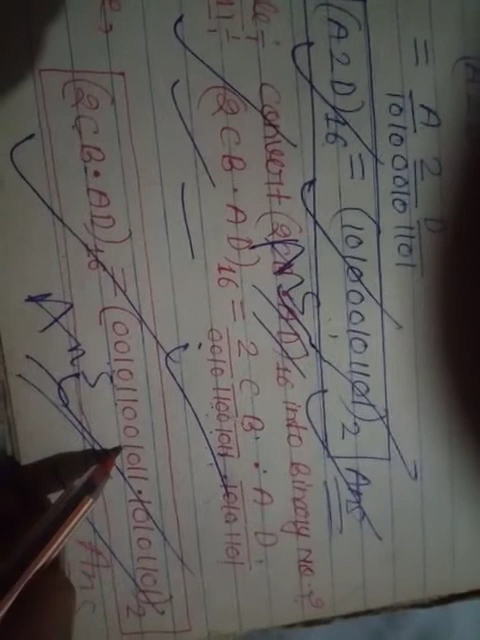 = A 2 D
1010 0010 1101
(A2D)16 = (101000101101)2 Ans
convert (2CB.AD)16 into Binary No.?
(2CB.AD)16 = 2 C B . A D
0010 1100 1011 . 1010 1101
(2CB.AD)16 = (001011001011.10101101)2
Ans
Ans